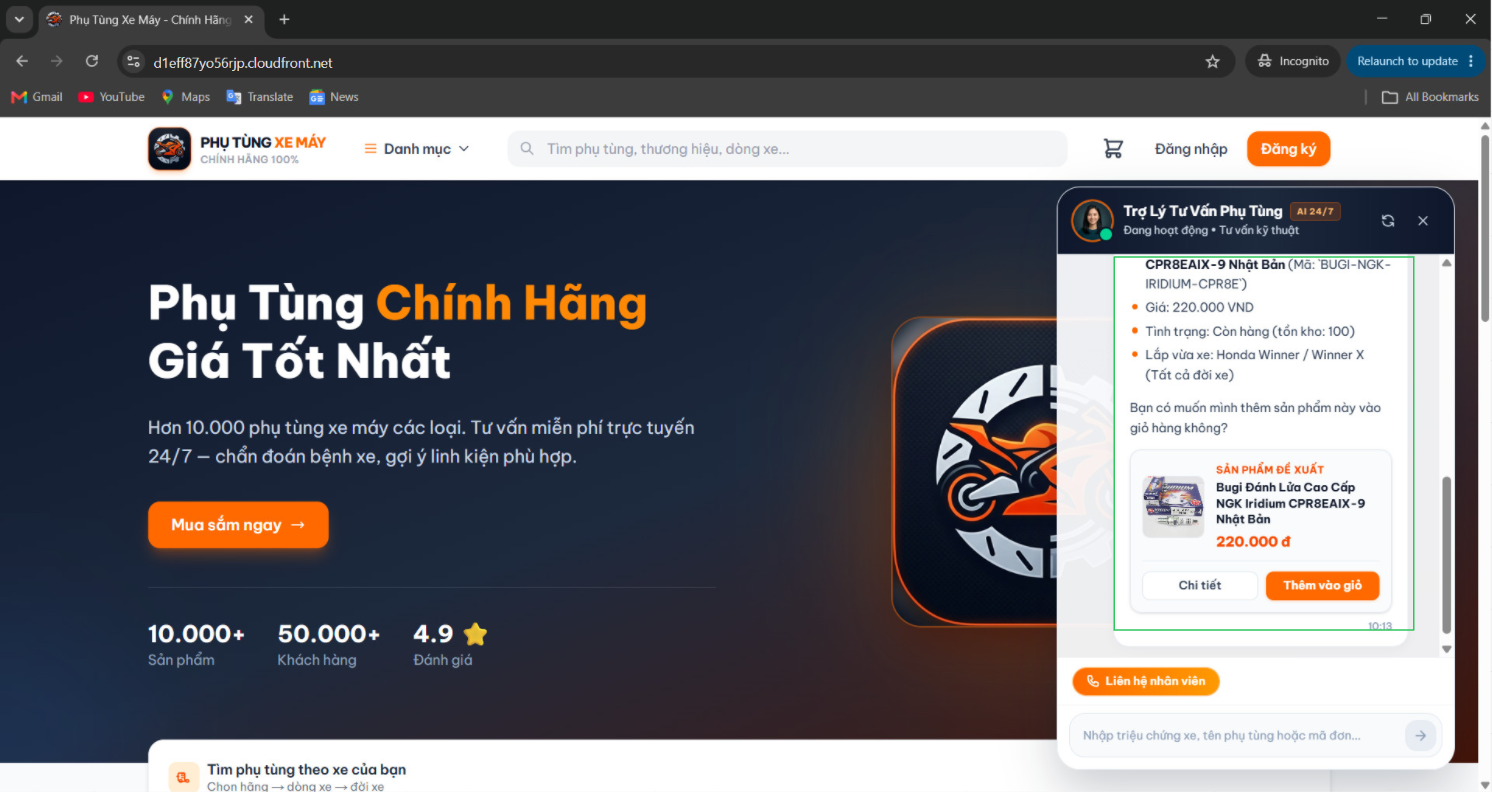 Phụ Tùng Xe Máy - Chính Hãng
d1eff87yo56rjp.cloudfront.net
Incognito
Relaunch to update
Gmail
YouTube
Maps
Translate
News
All Bookmarks
PHỤ TÙNG XE MÁY
CHÍNH HÃNG 100%
Danh mục
Tìm phụ tùng, thương hiệu, dòng xe...
Đăng nhập
Đăng ký
Phụ Tùng Chính Hãng
Giá Tốt Nhất
Hơn 10.000 phụ tùng xe máy các loại. Tư vấn miễn phí trực tuyến
24/7 — chẩn đoán bệnh xe, gợi ý linh kiện phù hợp.
Mua sắm ngay →
10.000+
Sản phẩm
50.000+
Khách hàng
4.9 ⭐
Đánh giá
Tìm phụ tùng theo xe của bạn
Chọn hãng → dòng xe → đời xe
Trợ Lý Tư Vấn Phụ Tùng
AI 24/7
Đang hoạt động • Tư vấn kỹ thuật
CPR8EAIX-9 Nhật Bản (Mã: `BUGI-NGK-
IRIDIUM-CPR8E`)
• Giá: 220.000 VND
• Tình trạng: Còn hàng (tồn kho: 100)
• Lắp vừa xe: Honda Winner / Winner X
(Tất cả đời xe)
Bạn có muốn mình thêm sản phẩm này vào
giỏ hàng không?
SẢN PHẨM ĐỀ XUẤT
Bugi Đánh Lửa Cao Cấp
NGK Iridium CPR8EAIX-9
Nhật Bản
220.000 đ
Chi tiết
Thêm vào giỏ
10:13
Liên hệ nhân viên
Nhập triệu chứng xe, tên phụ tùng hoặc mã đơn...